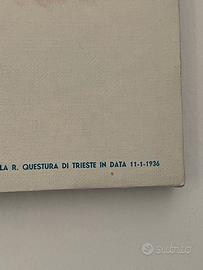 LA R. QUESTURA DI TRIESTE IN DATA 11-1-1936
subito